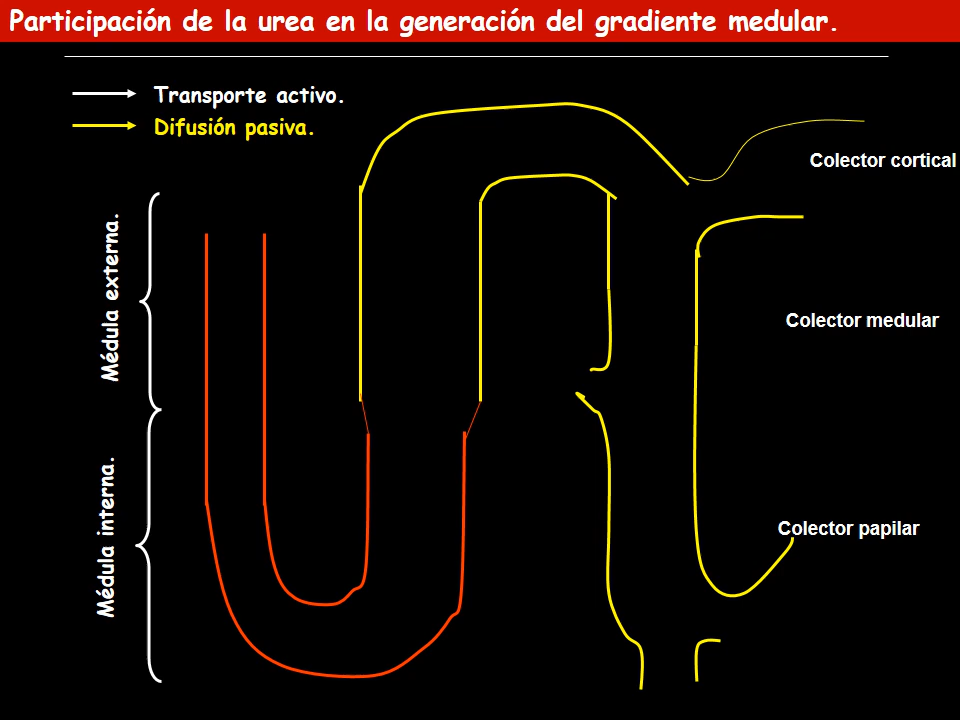 Participación de la urea en la generación del gradiente medular.
Transporte activo.
Difusión pasiva.
Colector cortical
Médula externa.
Colector medular
Médula interna.
Colector papilar